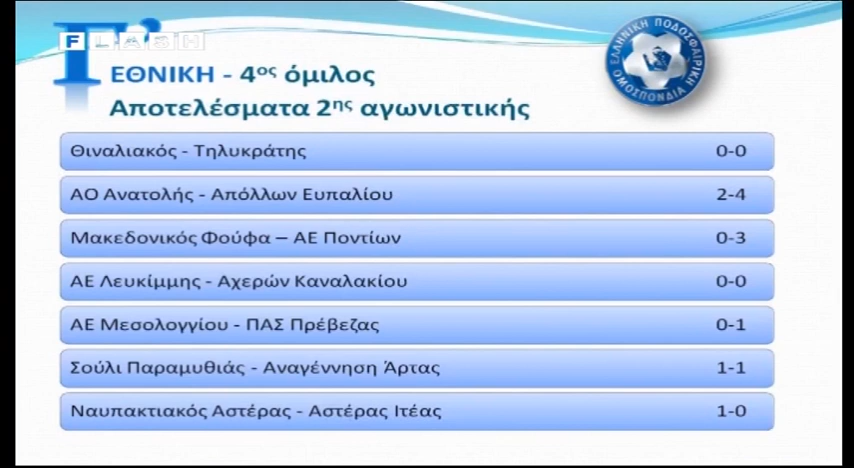 FLASH
Γ' ΕΘΝΙΚΗ - 4ος όμιλος
Αποτελέσματα 2ης αγωνιστικής
ΕΛΛΗΝΙΚΗ ΠΟΔΟΣΦΑΙΡΙΚΗ ΟΜΟΣΠΟΝΔΙΑ
Θιναλιακός - Τηλυκράτης 0-0
ΑΟ Ανατολής - Απόλλων Ευπαλίου 2-4
Μακεδονικός Φούφα – ΑΕ Ποντίων 0-3
ΑΕ Λευκίμμης - Αχερών Καναλακίου 0-0
ΑΕ Μεσολογγίου - ΠΑΣ Πρέβεζας 0-1
Σούλι Παραμυθιάς - Αναγέννηση Άρτας 1-1
Ναυπακτιακός Αστέρας - Αστέρας Ιτέας 1-0